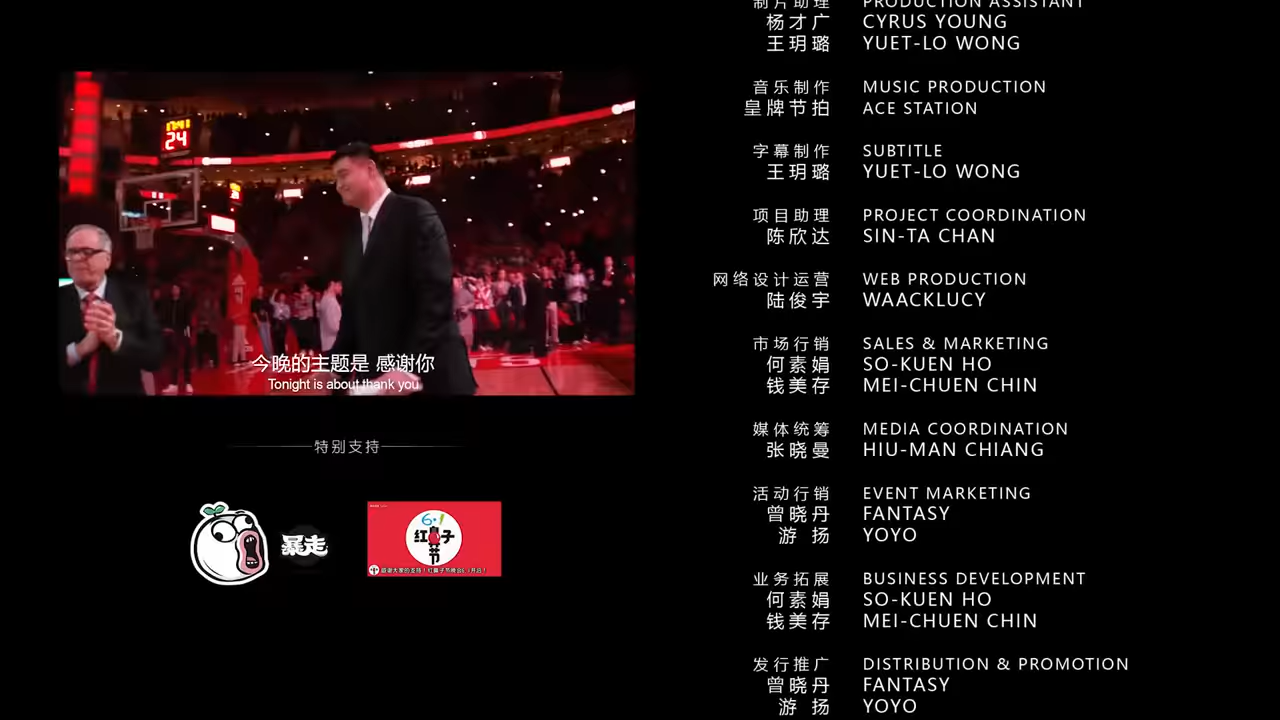 制片助理 PRODUCTION ASSISTANT
杨才广 CYRUS YOUNG
王玥璐 YUET-LO WONG
音乐制作 MUSIC PRODUCTION
皇牌节拍 ACE STATION
字幕制作 SUBTITLE
王玥璐 YUET-LO WONG
项目助理 PROJECT COORDINATION
陈欣达 SIN-TA CHAN
网络设计运营 WEB PRODUCTION
陆俊宇 WAACKLUCY
市场行销 SALES & MARKETING
何素娟 SO-KUEN HO
钱美存 MEI-CHUEN CHIN
媒体统筹 MEDIA COORDINATION
张晓曼 HIU-MAN CHIANG
活动行销 EVENT MARKETING
曾晓丹 FANTASY
游 扬 YOYO
业务拓展 BUSINESS DEVELOPMENT
何素娟 SO-KUEN HO
钱美存 MEI-CHUEN CHIN
发行推广 DISTRIBUTION & PROMOTION
曾晓丹 FANTASY
游 扬 YOYO
24
今晚的主题是 感谢你
Tonight is about thank you
特别支持
暴走
6·1
红鼻子节